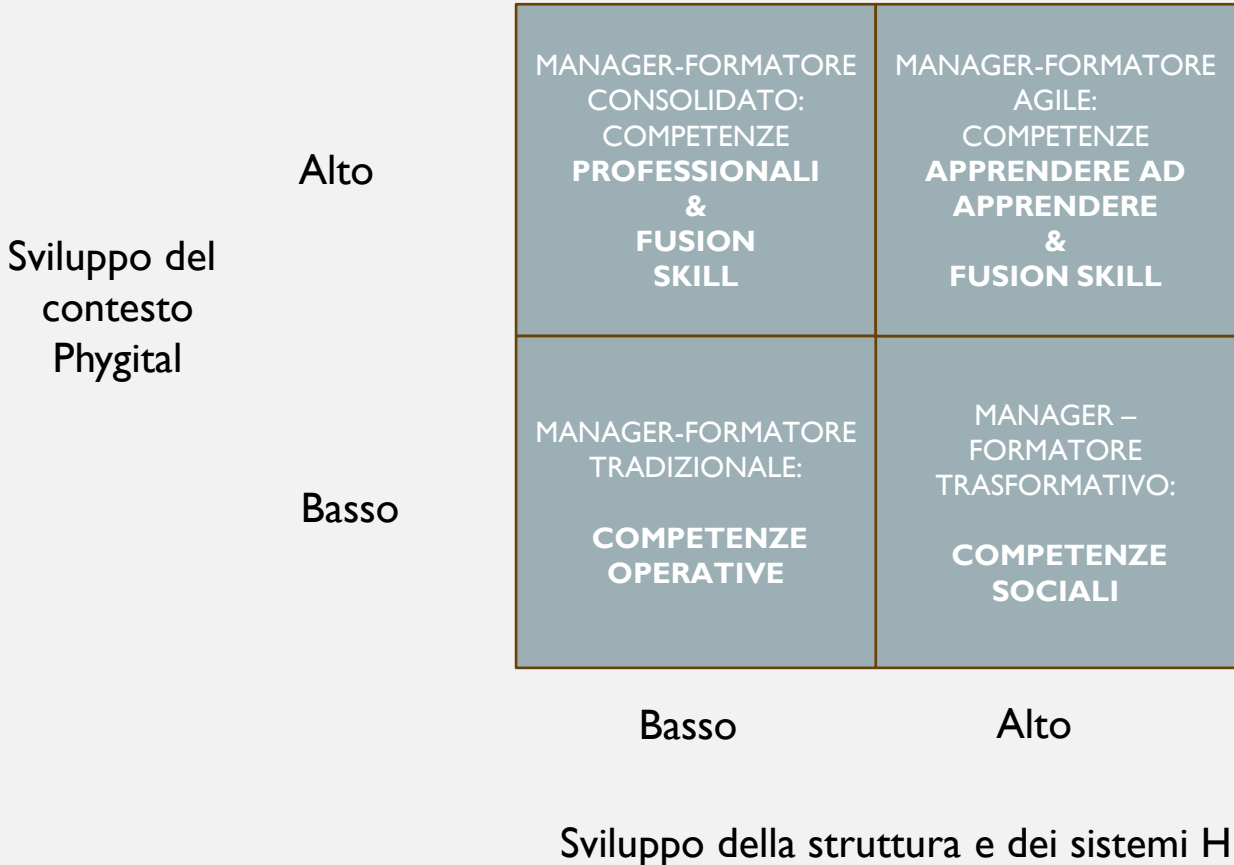 MANAGER-FORMATORE
CONSOLIDATO:
COMPETENZE
PROFESSIONALI
&
FUSION
SKILL
MANAGER-FORMATORE
AGILE:
COMPETENZE
APPRENDERE AD
APPRENDERE
&
FUSION SKILL
Alto
Sviluppo del
contesto
Phygital
MANAGER-FORMATORE
TRADIZIONALE:
COMPETENZE
OPERATIVE
MANAGER –
FORMATORE
TRASFORMATIVO:
COMPETENZE
SOCIALI
Basso
Basso
Alto
Sviluppo della struttura e dei sistemi H